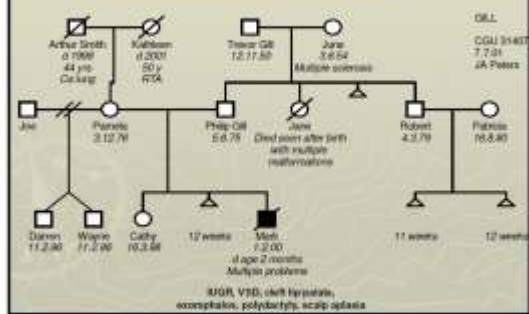 GILL
CGU 31407
7.7.01
JA Peters
Arthur Smith
d 1998
44 yrs
Ca lung
Kathleen
d 2001
50 y
RTA
Trevor Gill
12.11.50
June
3.6.54
Multiple sclerosis
Joe
Pamela
3.12.76
Philip Gill
5.6.75
Jane
Died soon after birth
with multiple
malformations
Robert
4.3.79
Patricia
16.8.80
Darren
11.2.96
Wayne
11.2.96
Cathy
16.3.98
12 weeks
Mark
1.2.00
d age 2 months
Multiple problems
11 weeks
12 weeks
IUGR, VSD, cleft lip/palate,
exomphalos, polydactyly, scalp aplasia